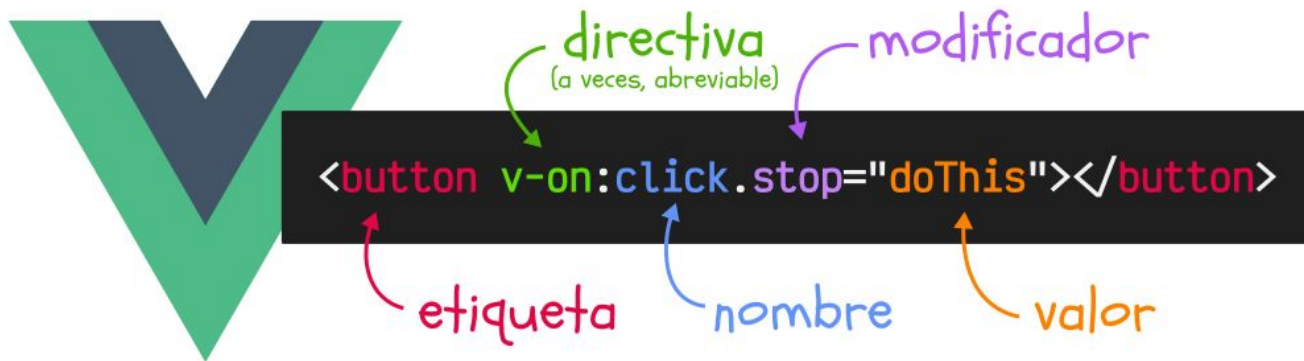 directiva
(a veces, abreviable)
modificador
<button v-on:click.stop="doThis"></button>
etiqueta
nombre
valor